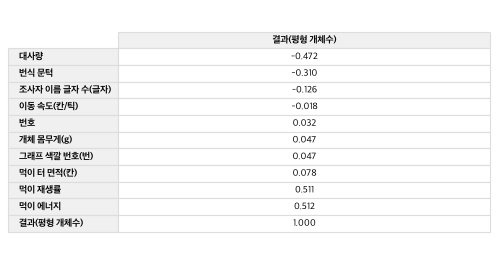 결과(평형 개체수)
대사량 -0.472
번식 문턱 -0.310
조사자 이름 글자 수(글자) -0.126
이동 속도(칸/틱) -0.018
번호 0.032
개체 몸무게(g) 0.047
그래프 색깔 번호(번) 0.047
먹이 터 면적(칸) 0.078
먹이 재생률 0.511
먹이 에너지 0.512
결과(평형 개체수) 1.000